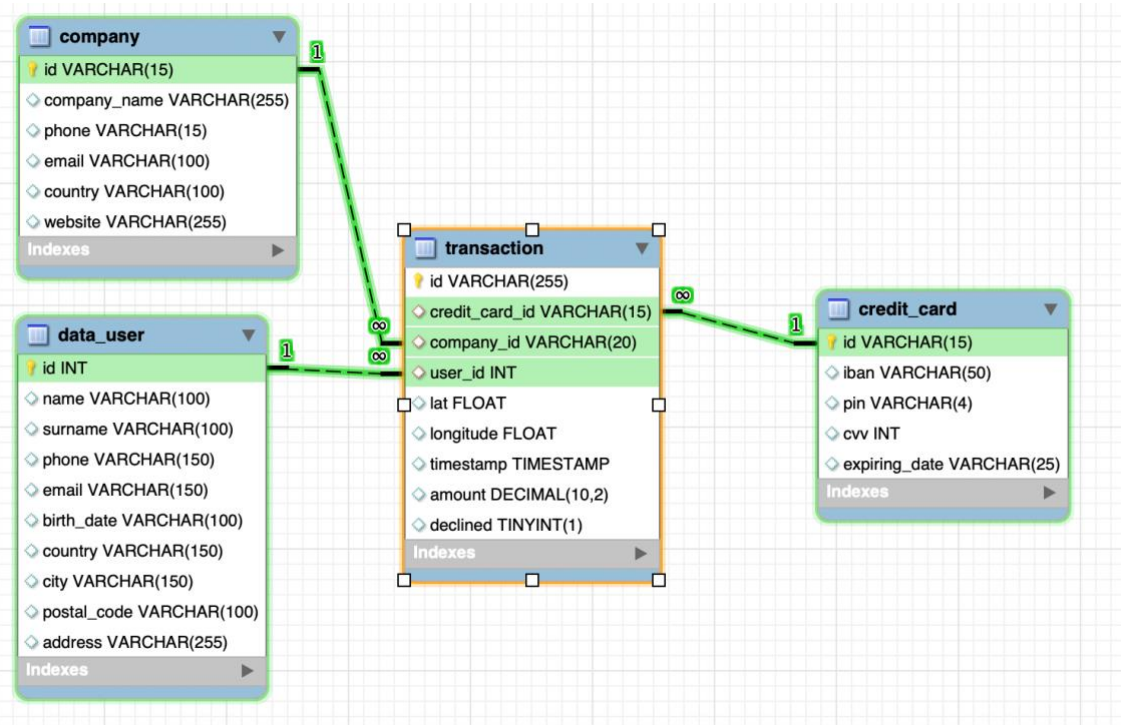 company
id VARCHAR(15)
company_name VARCHAR(255)
phone VARCHAR(15)
email VARCHAR(100)
country VARCHAR(100)
website VARCHAR(255)
Indexes
1
∞
data_user
id INT
name VARCHAR(100)
surname VARCHAR(100)
phone VARCHAR(150)
email VARCHAR(150)
birth_date VARCHAR(100)
country VARCHAR(150)
city VARCHAR(150)
postal_code VARCHAR(100)
address VARCHAR(255)
Indexes
1
∞
transaction
id VARCHAR(255)
credit_card_id VARCHAR(15)
company_id VARCHAR(20)
user_id INT
lat FLOAT
longitude FLOAT
timestamp TIMESTAMP
amount DECIMAL(10,2)
declined TINYINT(1)
Indexes
∞
1
credit_card
id VARCHAR(15)
iban VARCHAR(50)
pin VARCHAR(4)
cvv INT
expiring_date VARCHAR(25)
Indexes